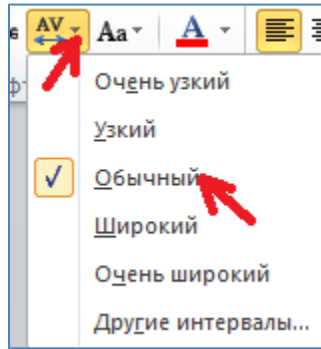 AV Aa A
Очень узкий
Узкий
Обычный
Широкий
Очень широкий
Другие интервалы...